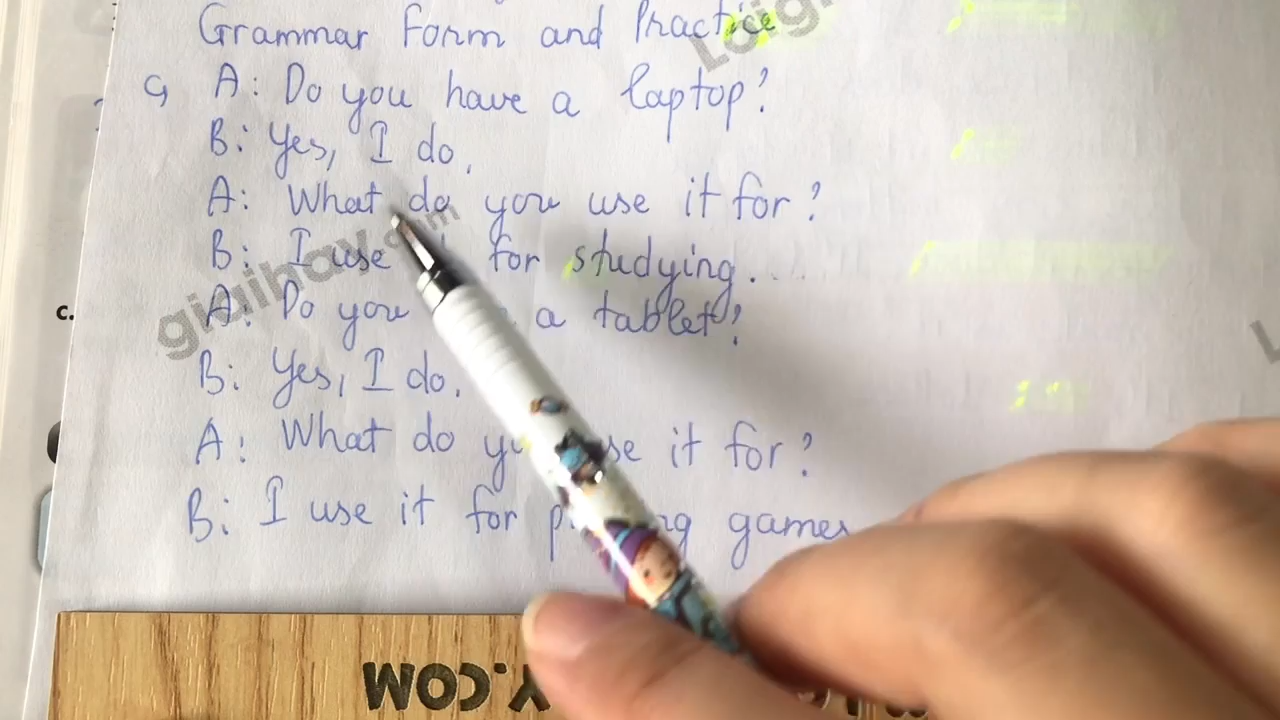 Grammar Form and Practice
A: Do you have a laptop?
B: Yes, I do.
A: What do you use it for?
B: I use for studying....
A: Do you a tablet?
B: Yes, I do.
A: What do it for?
B: I use it for games
c.